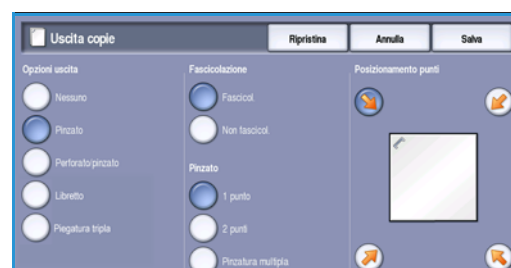 Uscita copie
Ripristina
Annulla
Salva
Opzioni uscita
Nessuno
Pinzato
Perforato/pinzato
Libretto
Piegatura tripla
Fascicolazione
Fascicol.
Non fascicol.
Pinzato
1 punto
2 punti
Pinzatura multipla
Posizionamento punti